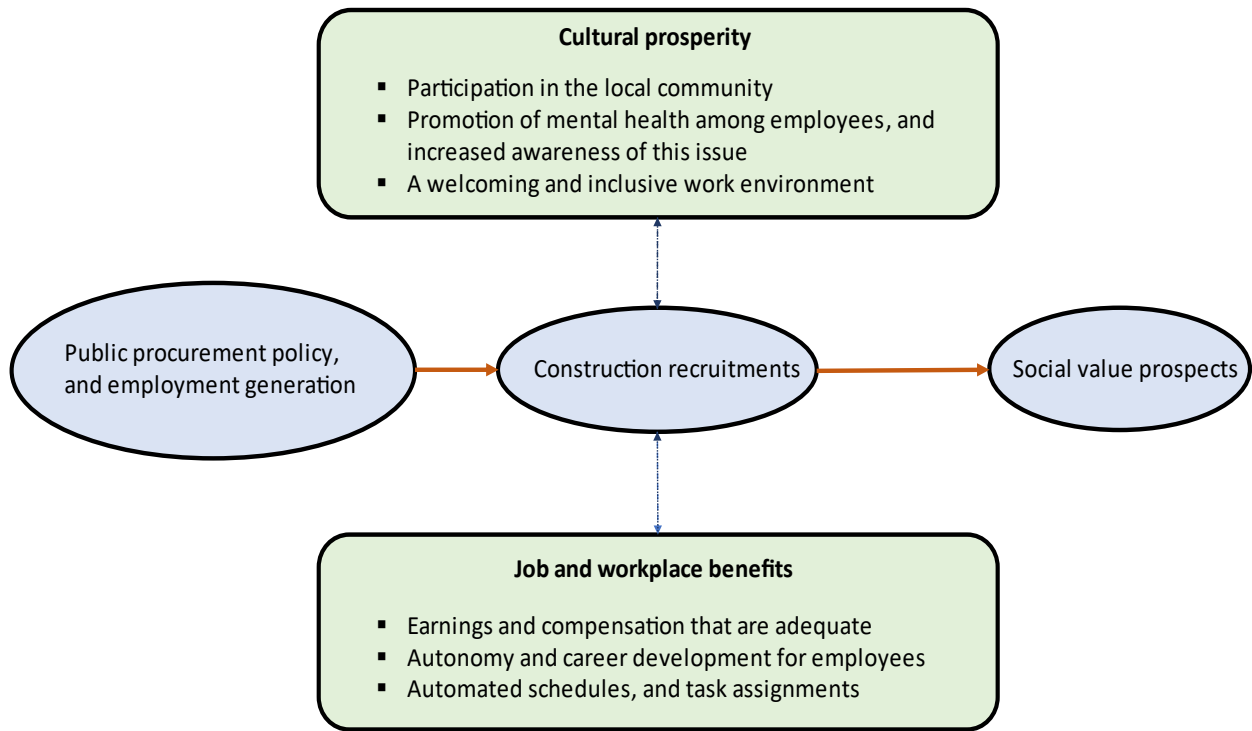 Cultural prosperity
▪ Participation in the local community
▪ Promotion of mental health among employees, and
increased awareness of this issue
▪ A welcoming and inclusive work environment
Public procurement policy,
and employment generation
Construction recruitments
Social value prospects
Job and workplace benefits
▪ Earnings and compensation that are adequate
▪ Autonomy and career development for employees
▪ Automated schedules, and task assignments